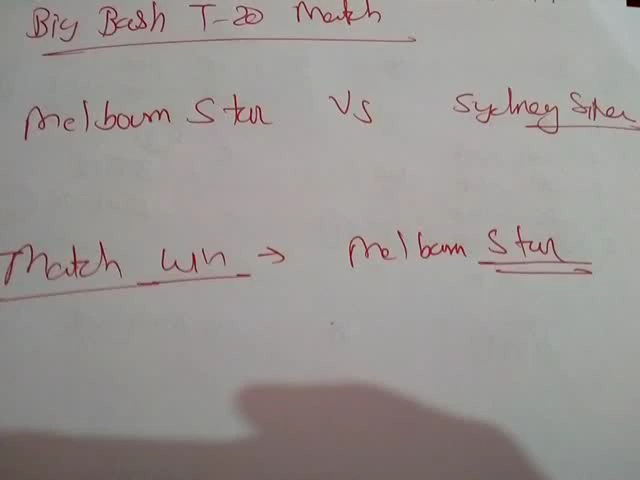 Big Bash T-20 Match
Melbourn Star VS Sydney Sixer
Match win → Melbourn Star